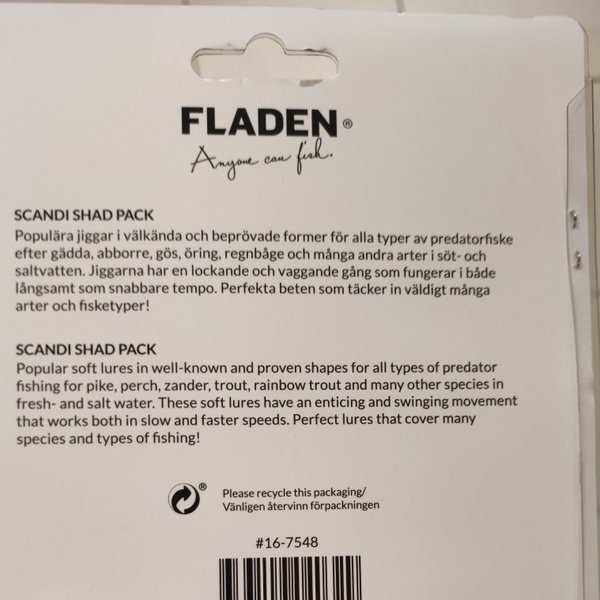 FLADEN®
Anyone can fish.
SCANDI SHAD PACK
Populära jiggar i välkända och beprövade former för alla typer av predatorfiske
efter gädda, abborre, gös, öring, regnbåge och många andra arter i söt- och
saltvatten. Jiggarna har en lockande och vaggande gång som fungerar i både
långsamt som snabbare tempo. Perfekta beten som täcker in väldigt många
arter och fisketyper!
SCANDI SHAD PACK
Popular soft lures in well-known and proven shapes for all types of predator
fishing for pike, perch, zander, trout, rainbow trout and many other species in
fresh- and salt water. These soft lures have an enticing and swinging movement
that works both in slow and faster speeds. Perfect lures that cover many
species and types of fishing!
®
Please recycle this packaging/
Vänligen återvinn förpackningen
#16-7548